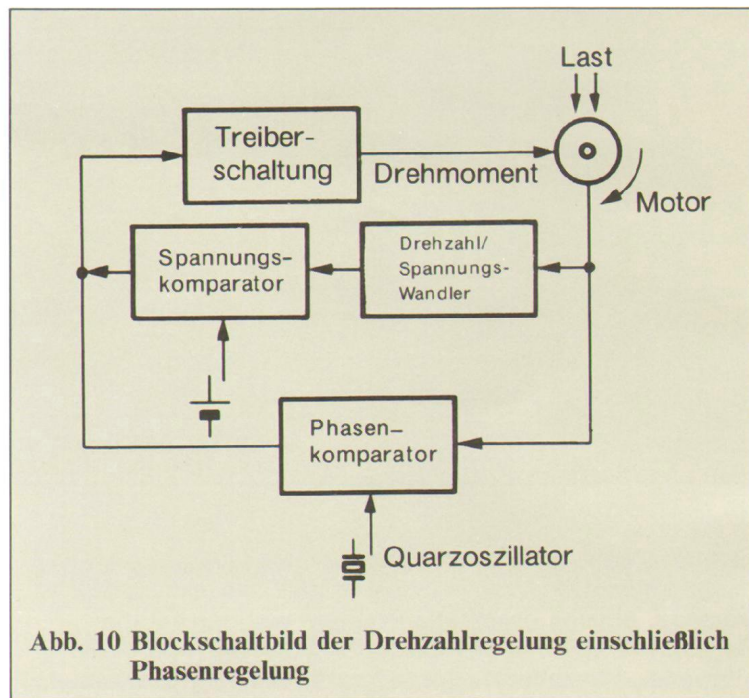 Last
Treiber-
schaltung
Drehmoment
Motor
Spannungs-
komparator
Drehzahl/
Spannungs-
Wandler
Phasen-
komparator
Quarzoszillator
Abb. 10 Blockschaltbild der Drehzahlregelung einschließlich
Phasenregelung